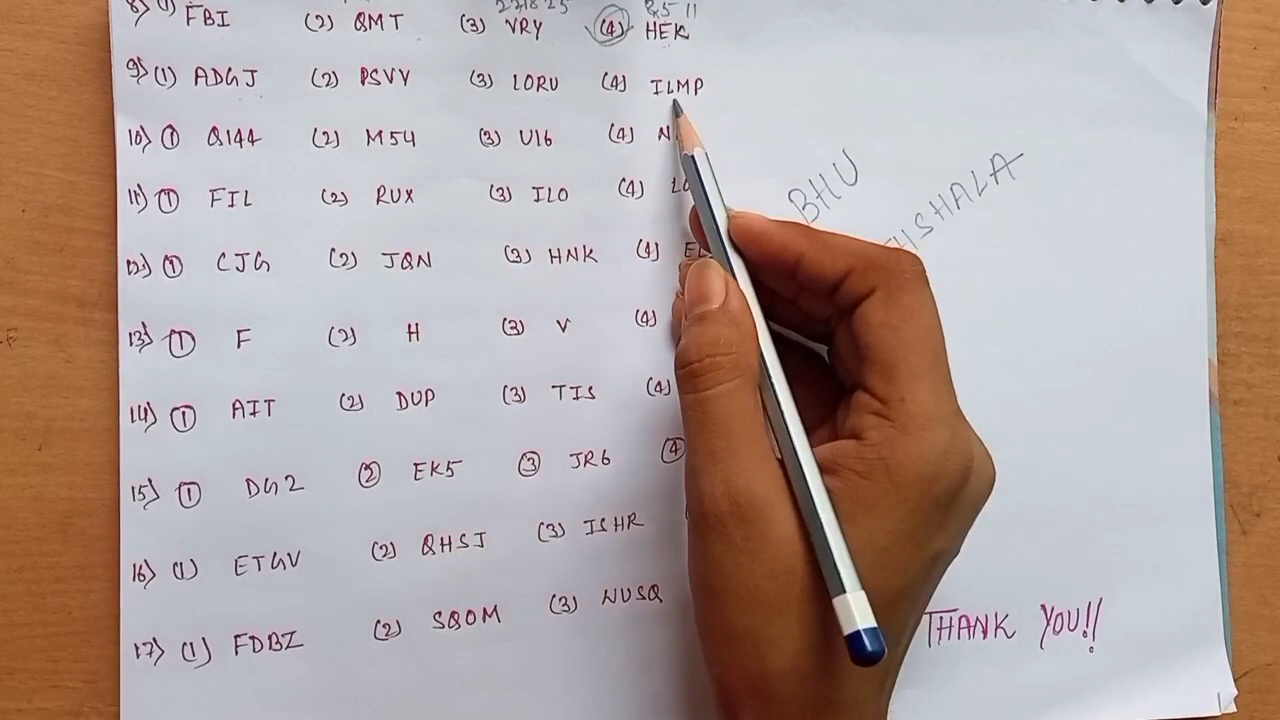 8) (1) FBI (2) QMT (3) VRY (4) HEK
9) (1) ADGJ (2) PSVY (3) LORU (4) ILMP
10) (1) Q144 (2) M54 (3) U16 (4) N
11) (1) FIL (2) RUX (3) ILO (4) LO
12) (1) CJG (2) JQN (3) HNK (4) EL
13) (1) F (2) H (3) V (4)
14) (1) AIT (2) DUP (3) TIS (4)
15) (1) DG2 (2) EK5 (3) JR6 (4)
16) (1) ETGV (2) QHSJ (3) ISHR
17) (1) FDBZ (2) SQOM (3) NUSQ
BHU
HSHALA
THANK YOU!!